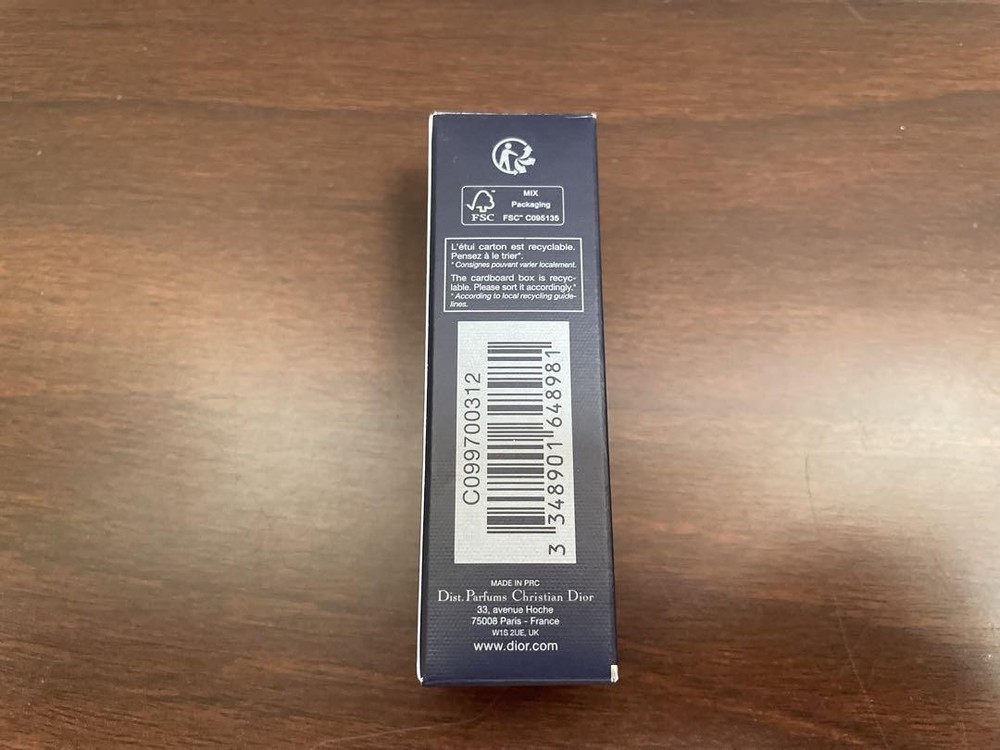 MIX
Packaging
FSC™ C095135
FSC
L'étui carton est recyclable.
Pensez à le trier*.
* Consignes pouvant varier localement.
The cardboard box is recyc-
lable. Please sort it accordingly.*
* According to local recycling guide-
lines.
C099700312
3 348901 648981
MADE IN PRC
Dist. Parfums Christian Dior
33, avenue Hoche
75008 Paris - France
W1S 2UE, UK
www.dior.com